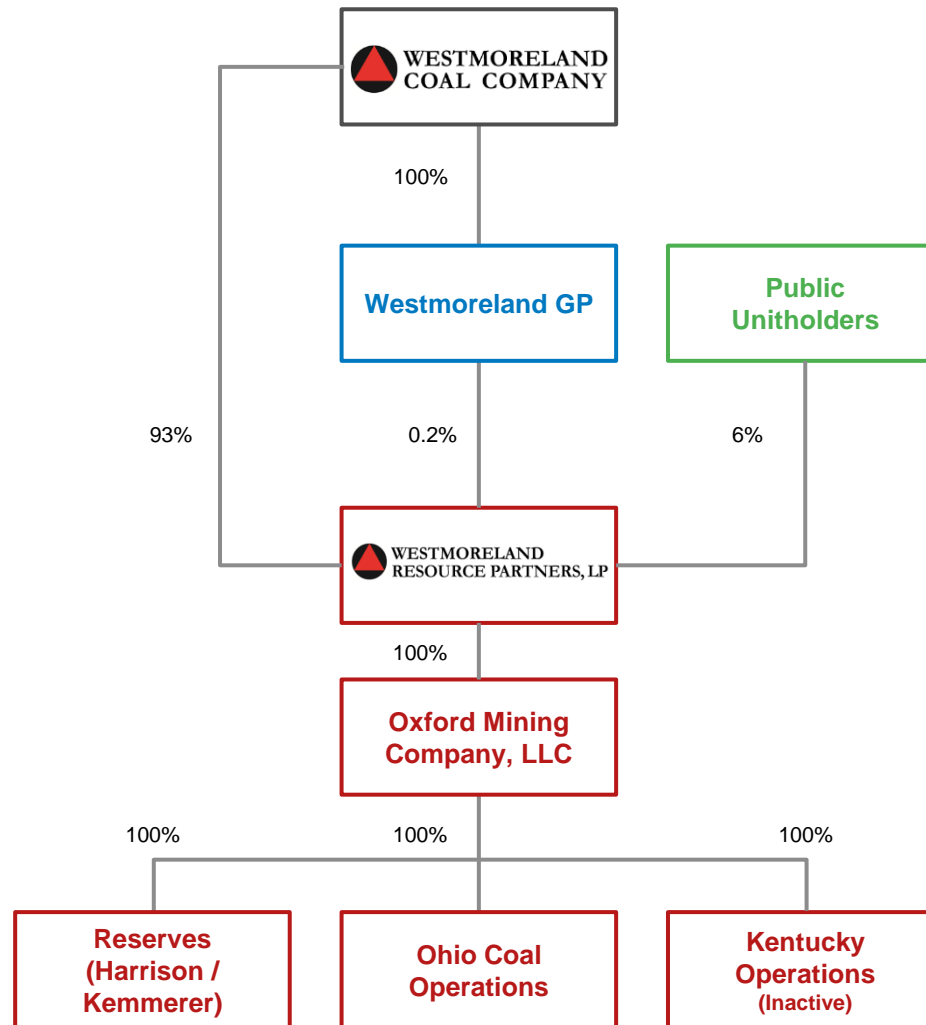 WESTMORELAND
COAL COMPANY
100%
Westmoreland GP
Public
Unitholders
93%
0.2%
6%
WESTMORELAND
RESOURCE PARTNERS, LP
100%
Oxford Mining
Company, LLC
100%
100%
100%
Reserves
(Harrison /
Kemmerer)
Ohio Coal
Operations
Kentucky
Operations
(Inactive)